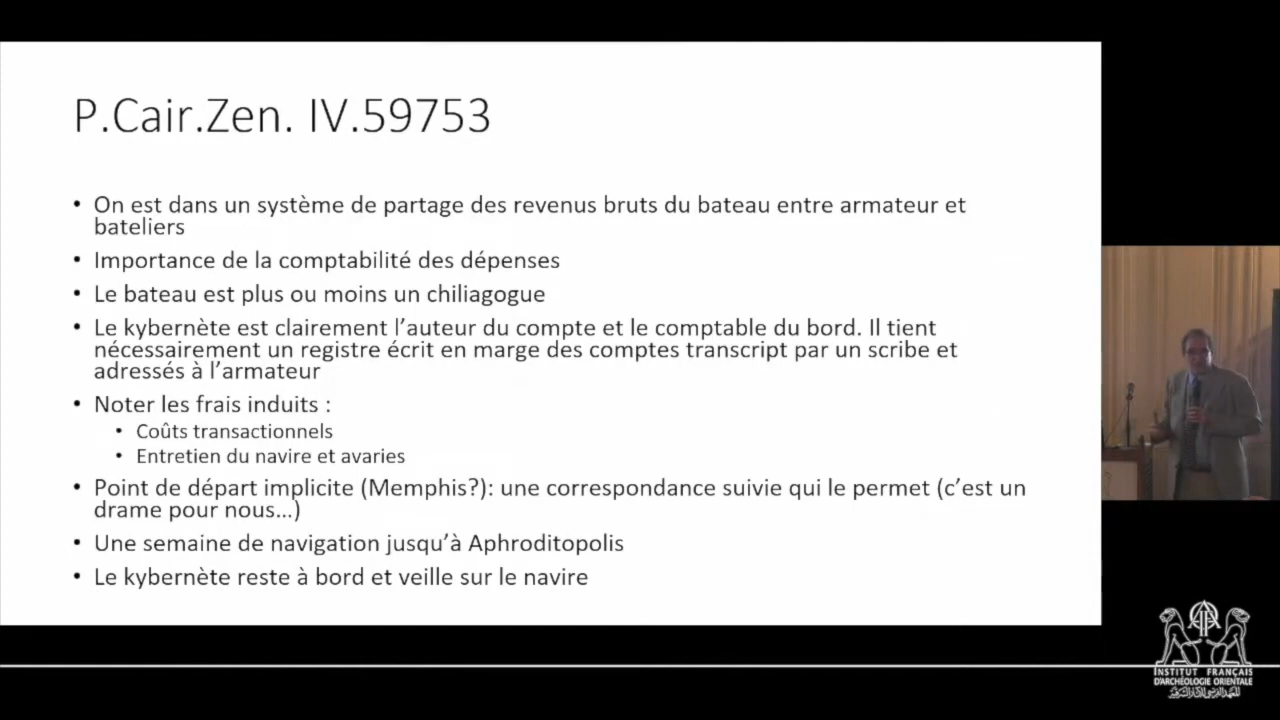 P.Cair.Zen. IV.59753
• On est dans un système de partage des revenus bruts du bateau entre armateur et
bateliers
• Importance de la comptabilité des dépenses
• Le bateau est plus ou moins un chiliagogue
• Le kybernète est clairement l’auteur du compte et le comptable du bord. Il tient
nécessairement un registre écrit en marge des comptes transcript par un scribe et
adressés à l’armateur
• Noter les frais induits :
• Coûts transactionnels
• Entretien du navire et avaries
• Point de départ implicite (Memphis?): une correspondance suivie qui le permet (c’est un
drame pour nous…)
• Une semaine de navigation jusqu’à Aphroditopolis
• Le kybernète reste à bord et veille sur le navire
INSTITUT FRANÇAIS
D'ARCHÉOLOGIE ORIENTALE